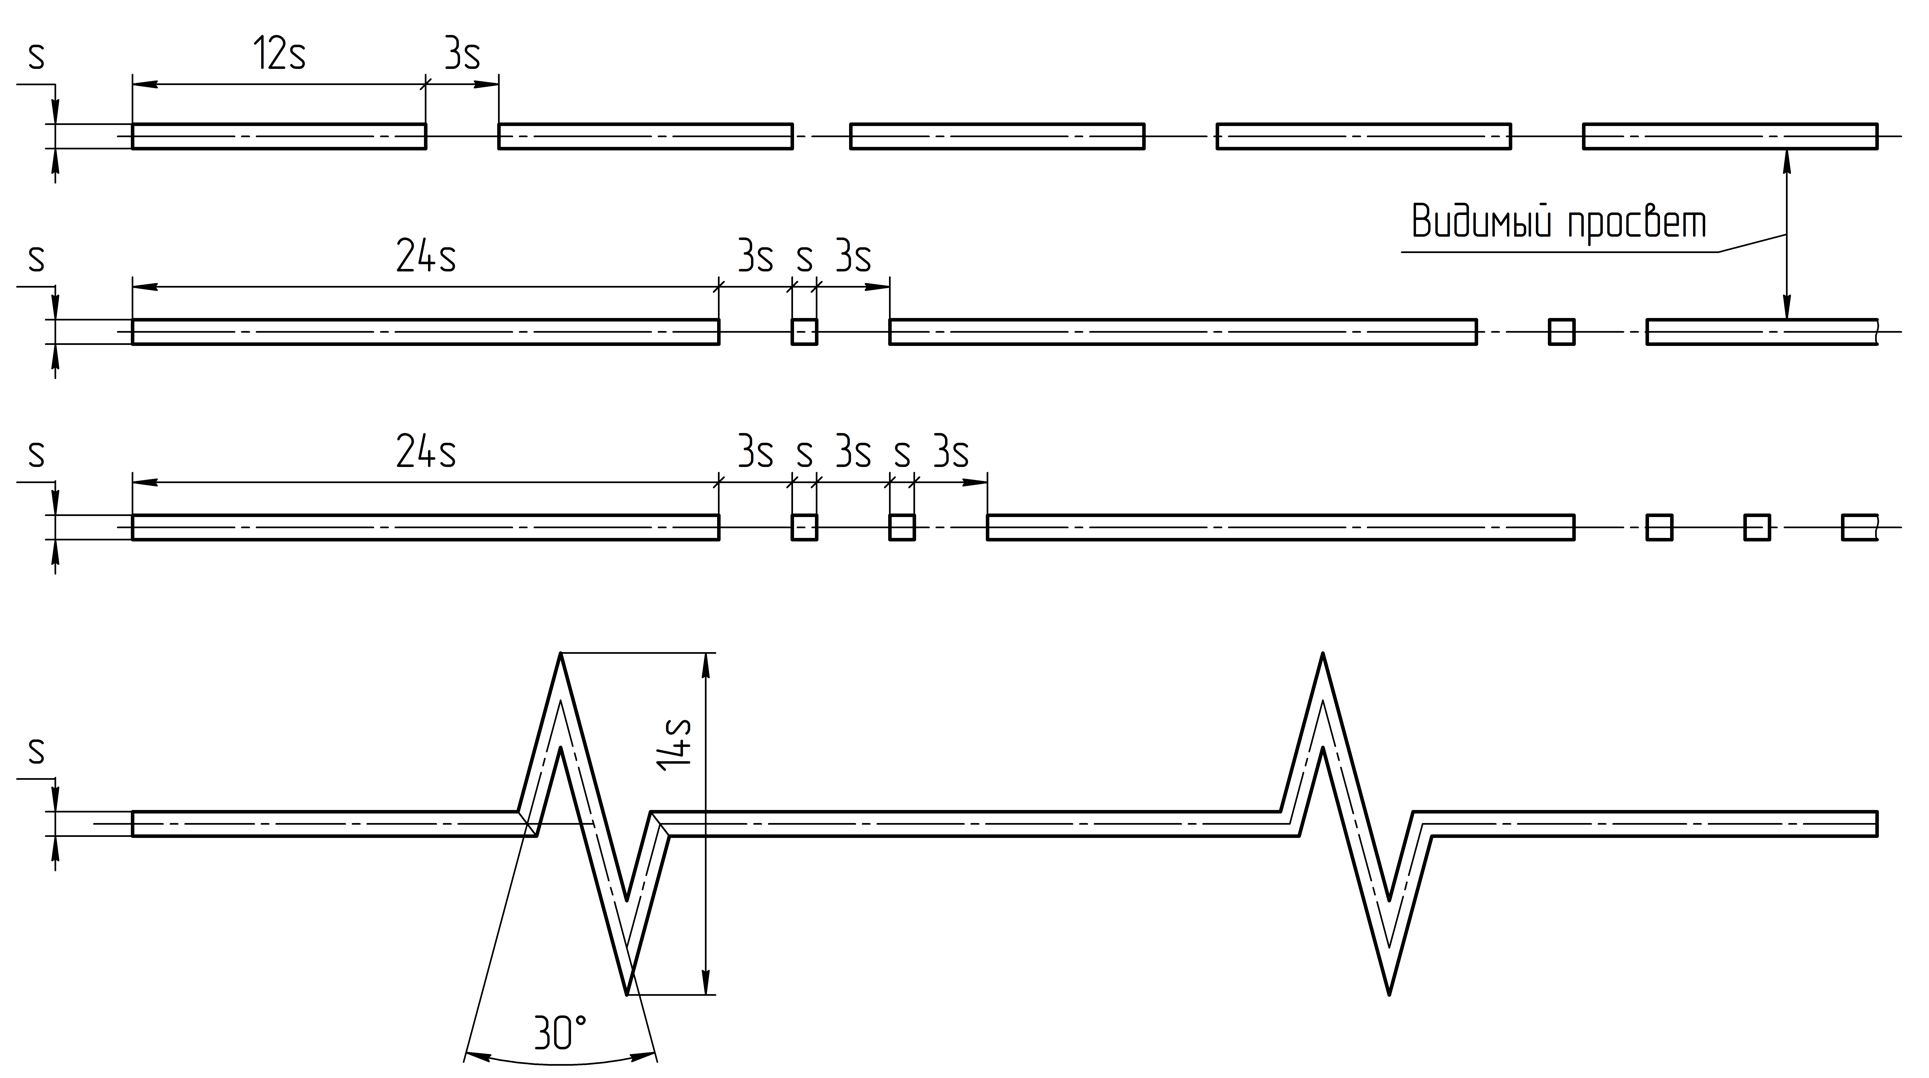 s 12s 3s
Видимый просвет
s 24s 3s s 3s
s 24s 3s s 3s s 3s
14s
s
30°